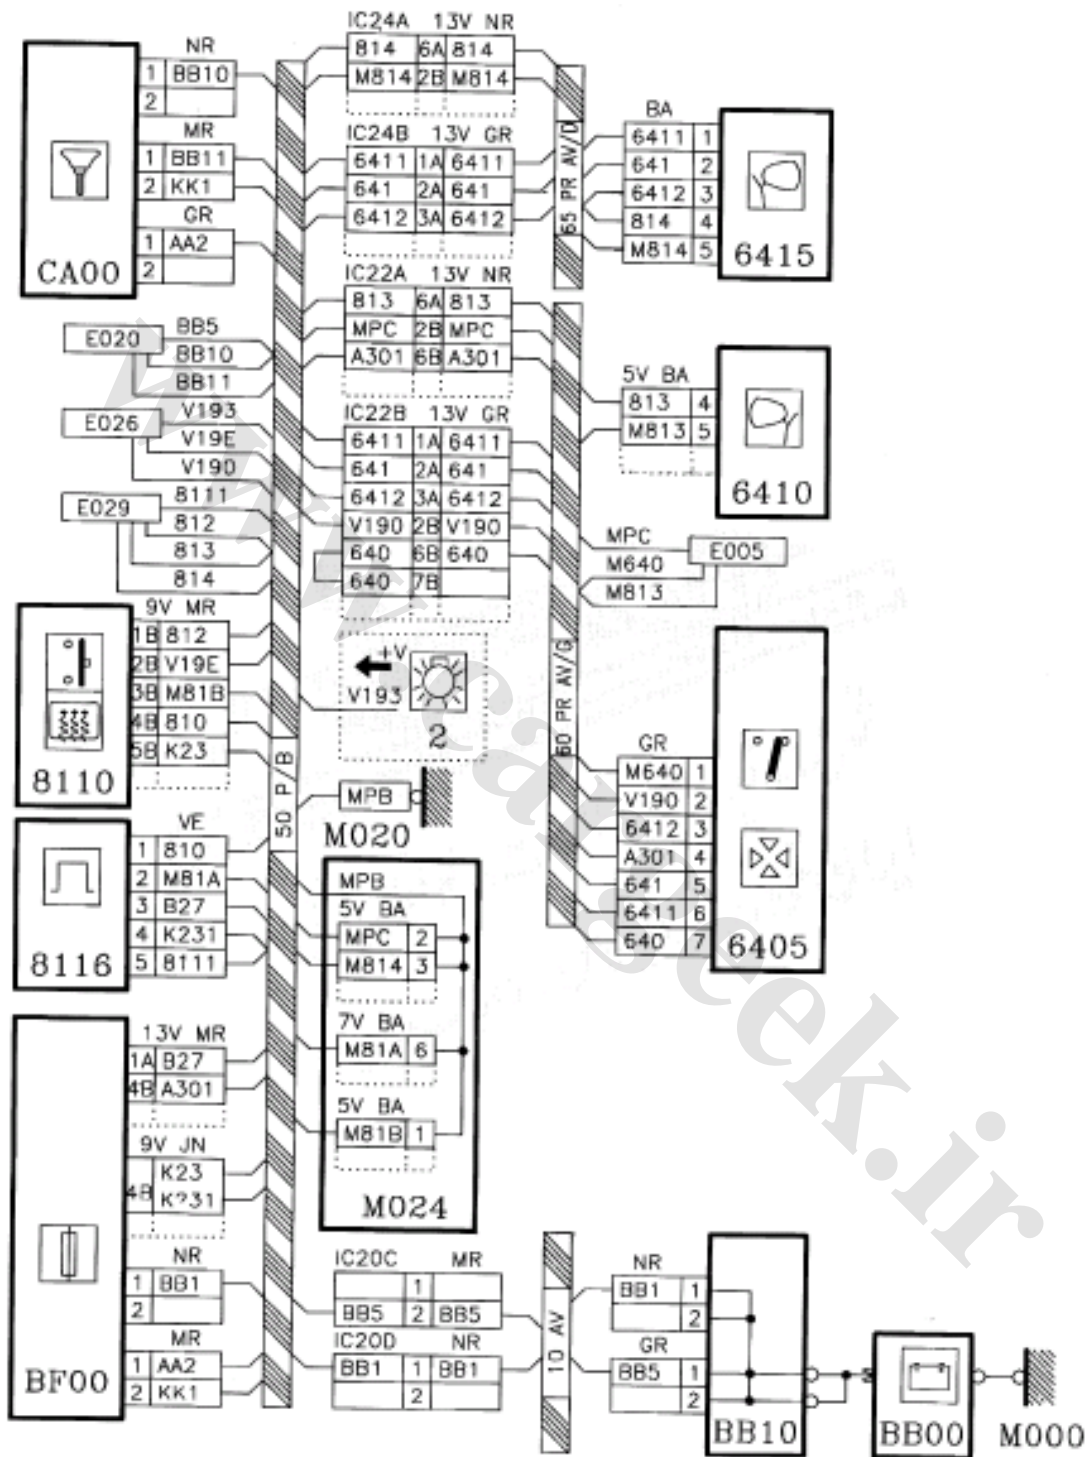 IC24A 13V NR
814 6A 814
M814 2B M814
IC24B 13V GR
6411 1A 6411
641 2A 641
6412 3A 6412
IC22A 13V NR
813 6A 813
MPC 2B MPC
A301 6B A301
IC22B 13V GR
6411 1A 6411
641 2A 641
6412 3A 6412
V190 2B V190
640 6B 640
640 7B
+V
V193
2
MPB
M020
MPB
5V BA
MPC 2
M814 3
7V BA
M81A 6
5V BA
M81B 1
M024
IC20C MR
1
BB5 2 BB5
IC20D NR
BB1 1 BB1
2
NR
1 BB10
2
MR
1 BB11
2 KK1
GR
1 AA2
2
CA00
E020
BB5
BB10
BB11
E026
V193
V19E
V190
E029
8111
812
813
814
9V MR
1B 812
2B V19E
3B M81B
4B 810
5B K23
8110
VE
1 810
2 M81A
3 B27
4 K231
5 8111
8116
13V MR
1A B27
4B A301
9V JN
K23
4B K231
NR
1 BB1
2
MR
1 AA2
2 KK1
BF00
50 P/B
65 PR AV/D
60 PR AV/G
10 AV
BA
6411 1
641 2
6412 3
814 4
M814 5
6415
5V BA
813 4
M813 5
6410
MPC
E005
M640
M813
GR
M640 1
V190 2
6412 3
A301 4
641 5
6411 6
640 7
6405
NR
BB1 1
2
GR
BB5 1
2
BB10
BB00
M000
www.cargeek.ir